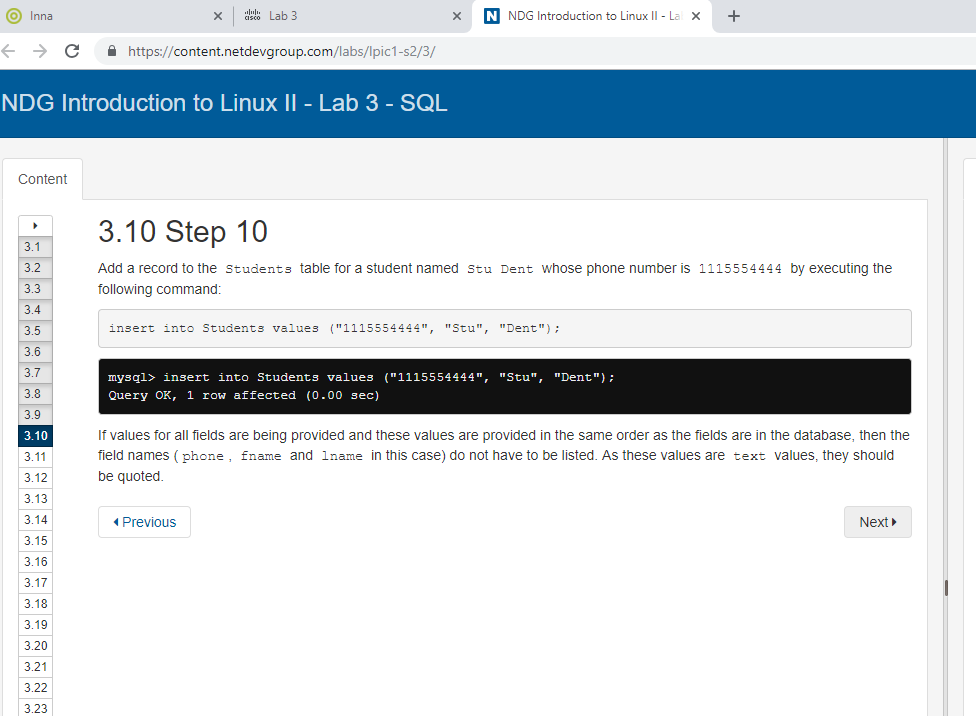 Inna
cisco Lab 3
N NDG Introduction to Linux II - La
https://content.netdevgroup.com/labs/lpic1-s2/3/
NDG Introduction to Linux II - Lab 3 - SQL
Content
3.1
3.2
3.3
3.4
3.5
3.6
3.7
3.8
3.9
3.10
3.11
3.12
3.13
3.14
3.15
3.16
3.17
3.18
3.19
3.20
3.21
3.22
3.23
3.10 Step 10
Add a record to the Students table for a student named Stu Dent whose phone number is 1115554444 by executing the
following command:
insert into Students values ("1115554444", "Stu", "Dent");
mysql> insert into Students values ("1115554444", "Stu", "Dent");
Query OK, 1 row affected (0.00 sec)
If values for all fields are being provided and these values are provided in the same order as the fields are in the database, then the
field names ( phone , fname and lname in this case) do not have to be listed. As these values are text values, they should
be quoted.
Previous
Next